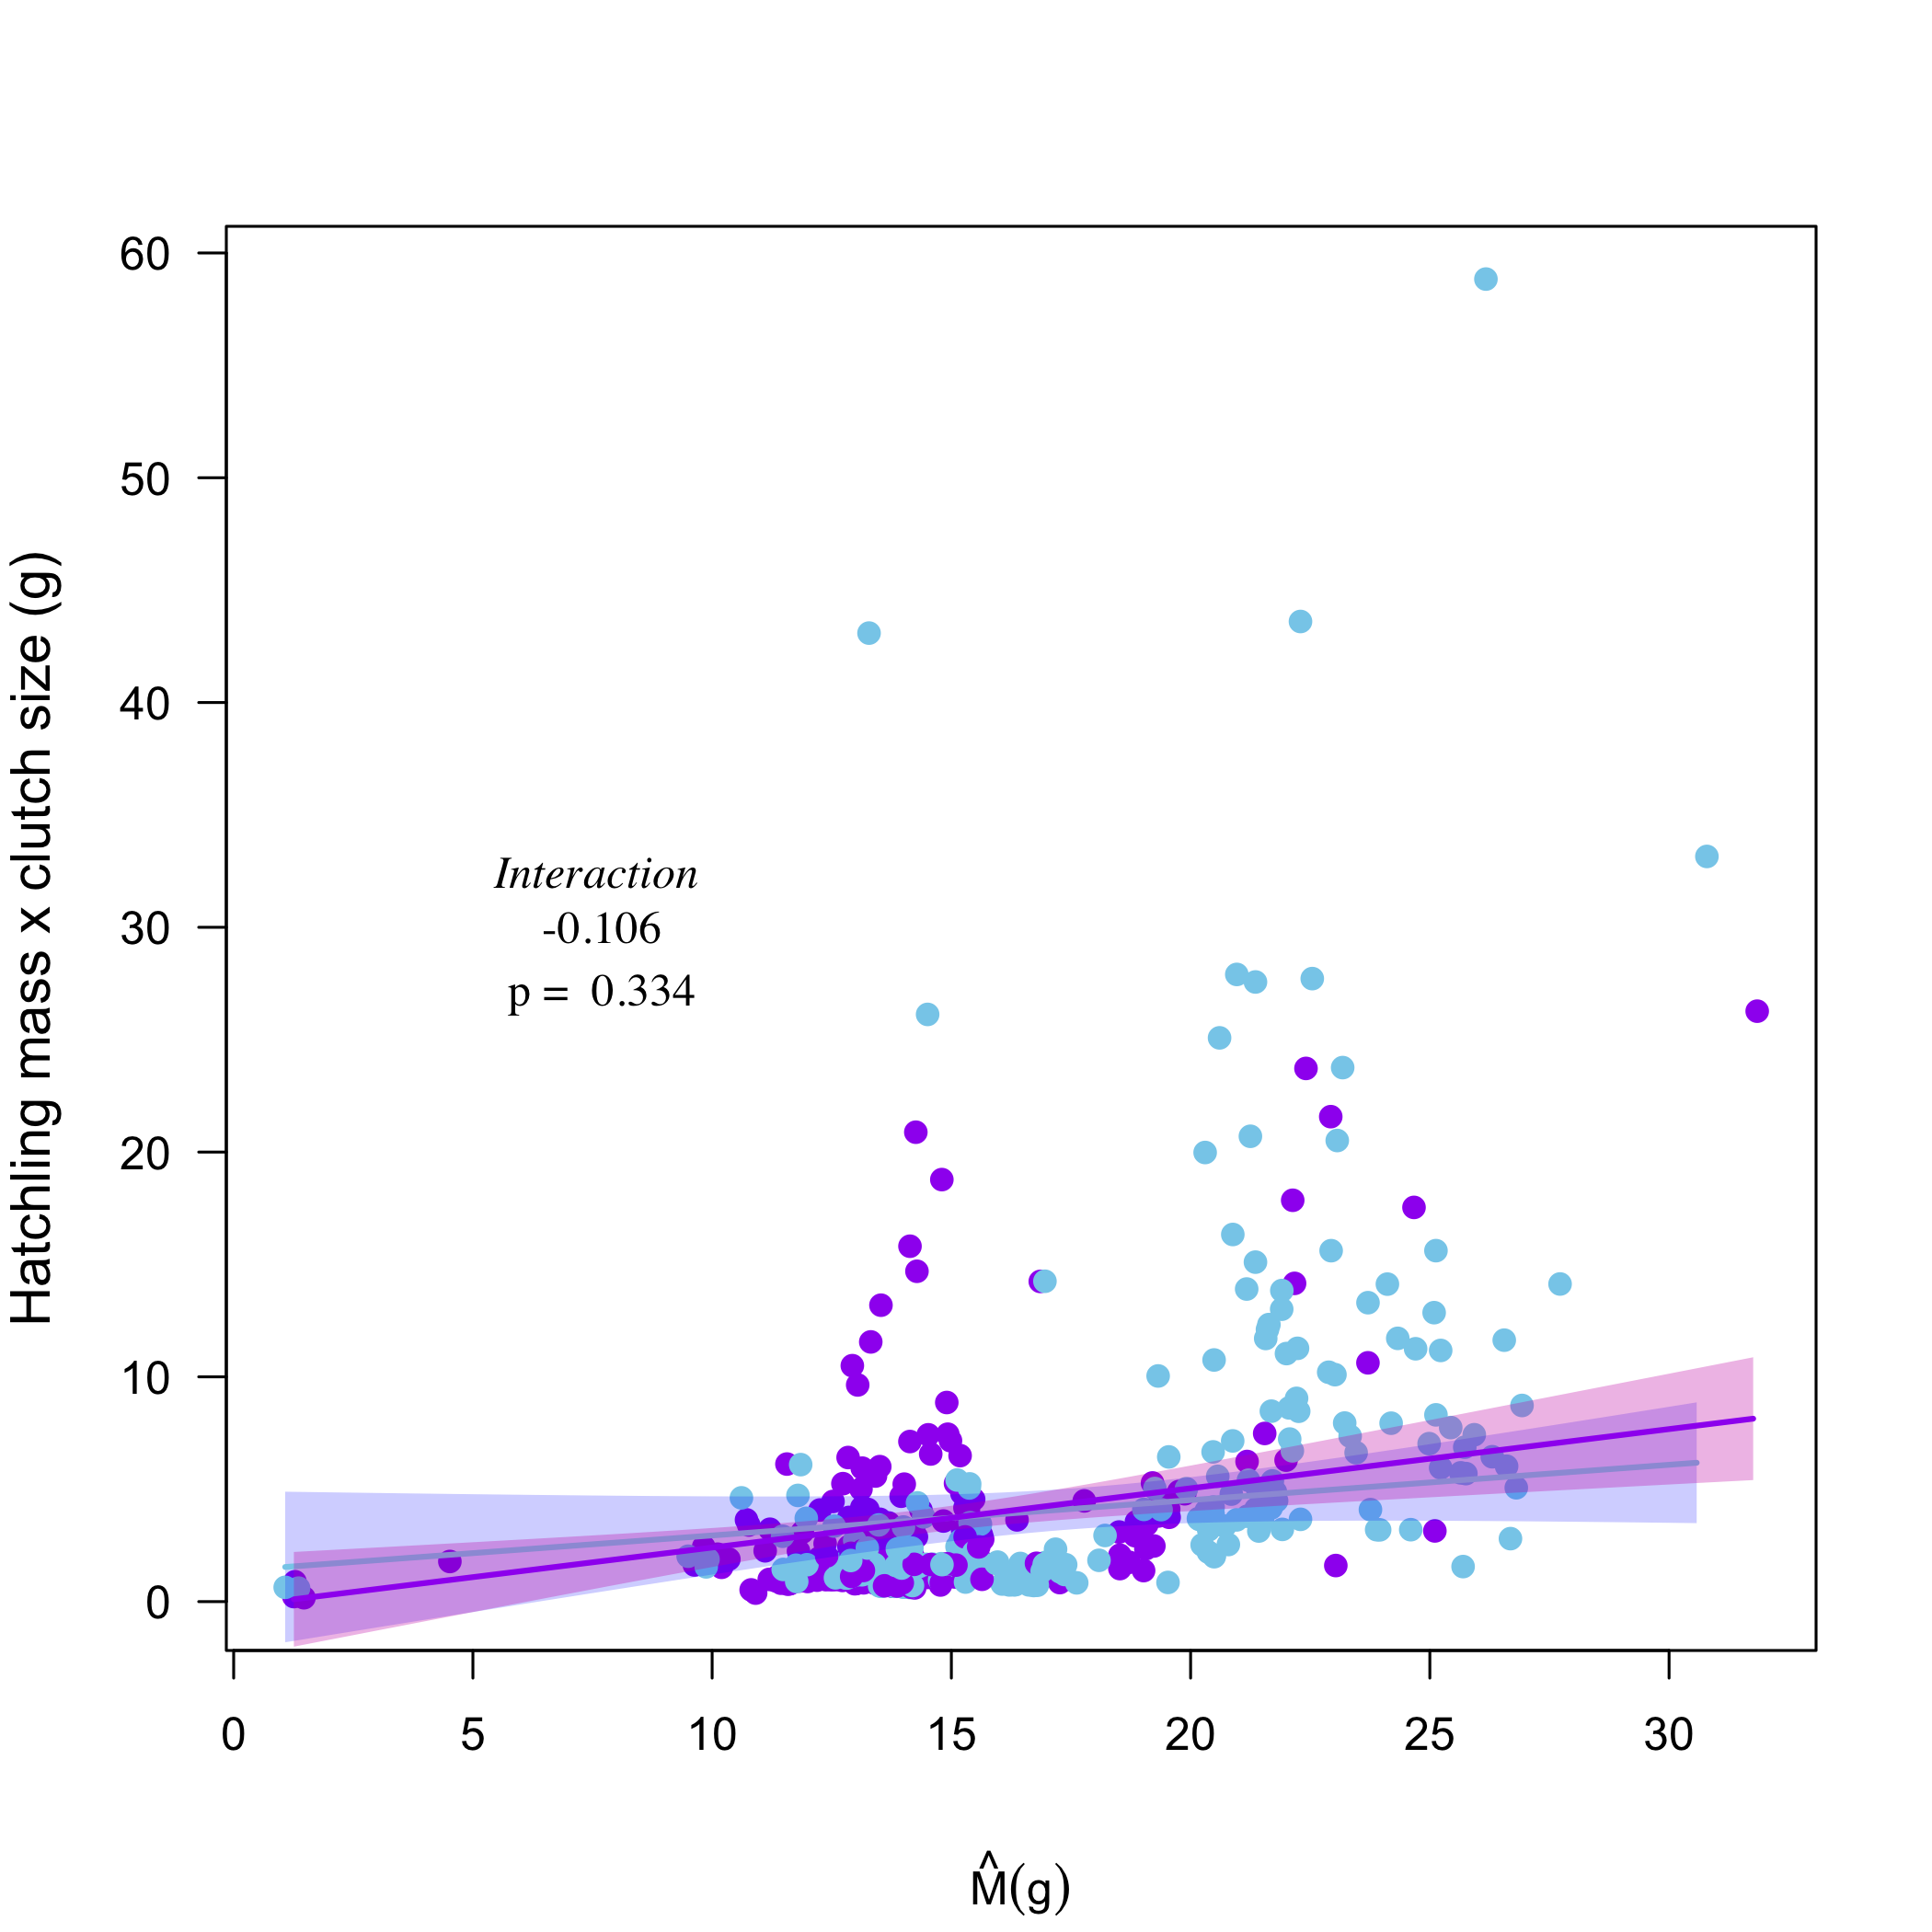 Hatchling mass x clutch size (g)
60
50
40
30
20
10
0
Interaction
-0.106
p = 0.334
0 5 10 15 20 25 30
M̂(g)